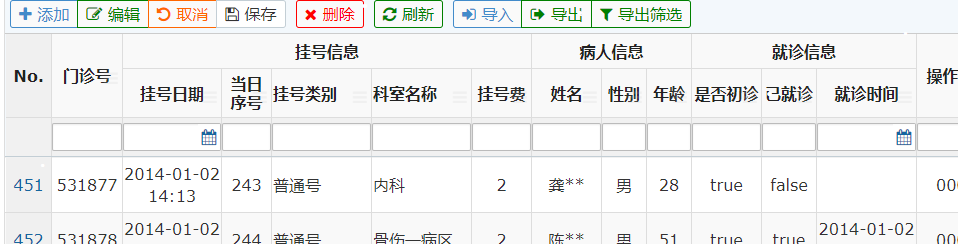 添加 编辑 取消 保存 删除 刷新 导入 导出 导出筛选
挂号信息 病人信息 就诊信息
No. 门诊号 挂号日期 当日序号 挂号类别 科室名称 挂号费 姓名 性别 年龄 是否初诊 已就诊 就诊时间 操作
451 531877 2014-01-02 14:13 243 普通号 内科 2 龚** 男 28 true false 00
452 531878 2014-01-02 244 普通号 骨伤一病区 2 陈** 男 51 true true 2014-01-02 00